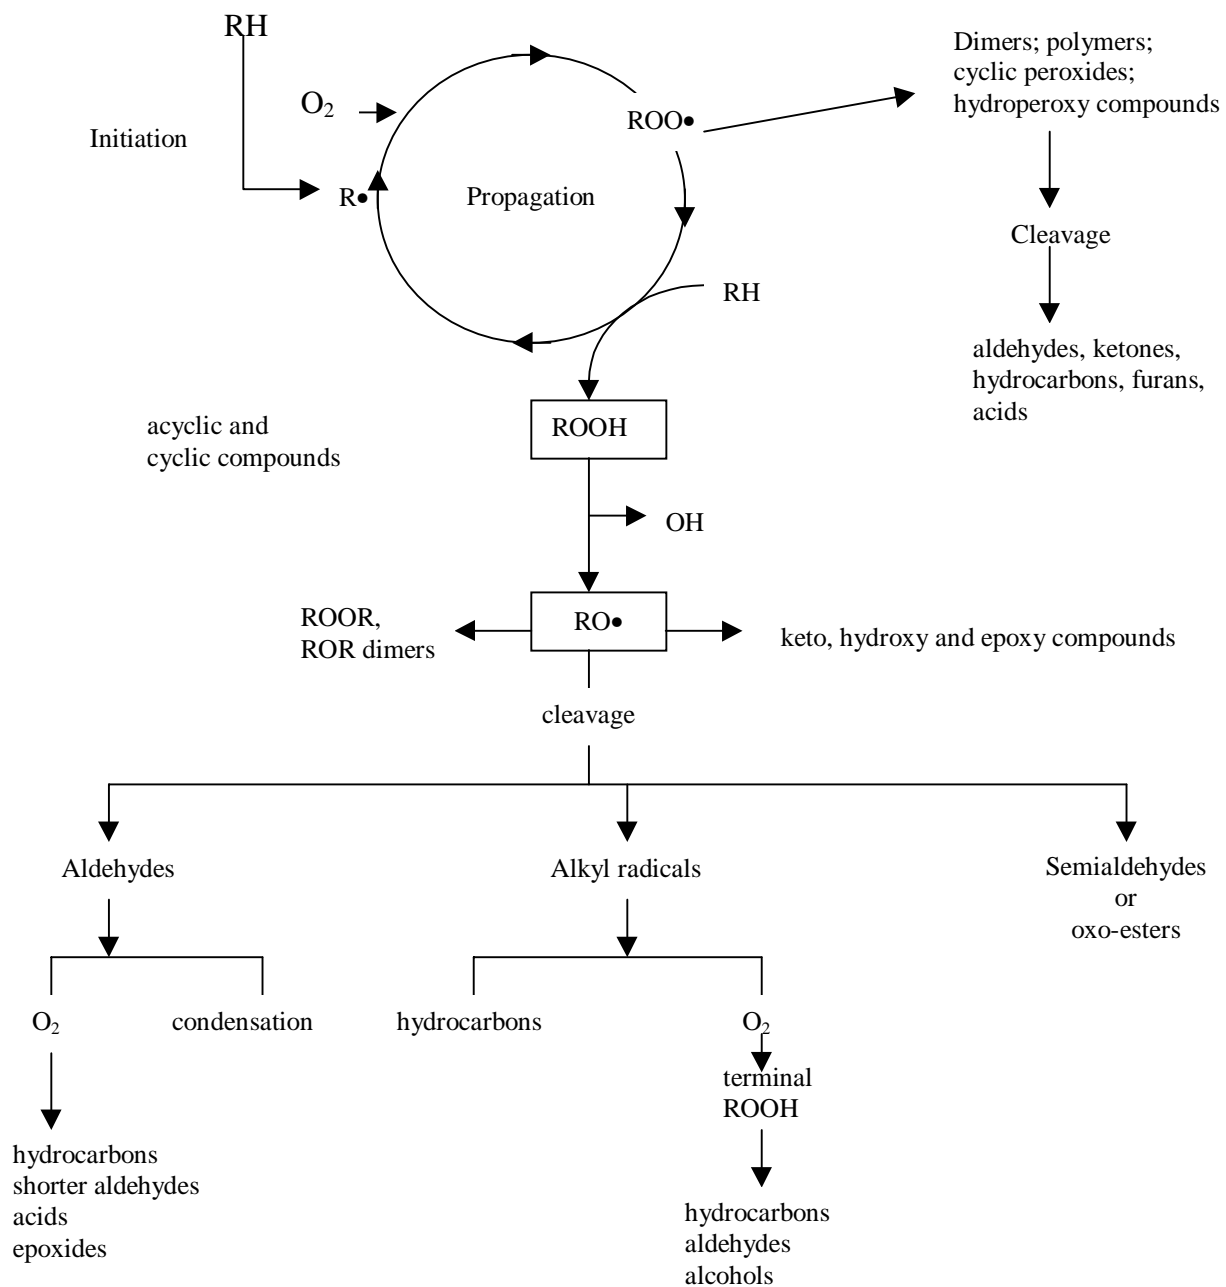 RH
Dimers; polymers;
cyclic peroxides;
hydroperoxy compounds
O₂
ROO●
Initiation
R●
Propagation
Cleavage
RH
aldehydes, ketones,
hydrocarbons, furans,
acids
acyclic and
cyclic compounds
ROOH
OH
ROOR,
ROR dimers
RO●
keto, hydroxy and epoxy compounds
cleavage
Aldehydes
Alkyl radicals
Semialdehydes
or
oxo-esters
O₂
condensation
hydrocarbons
O₂
terminal
ROOH
hydrocarbons
shorter aldehydes
acids
epoxides
hydrocarbons
aldehydes
alcohols